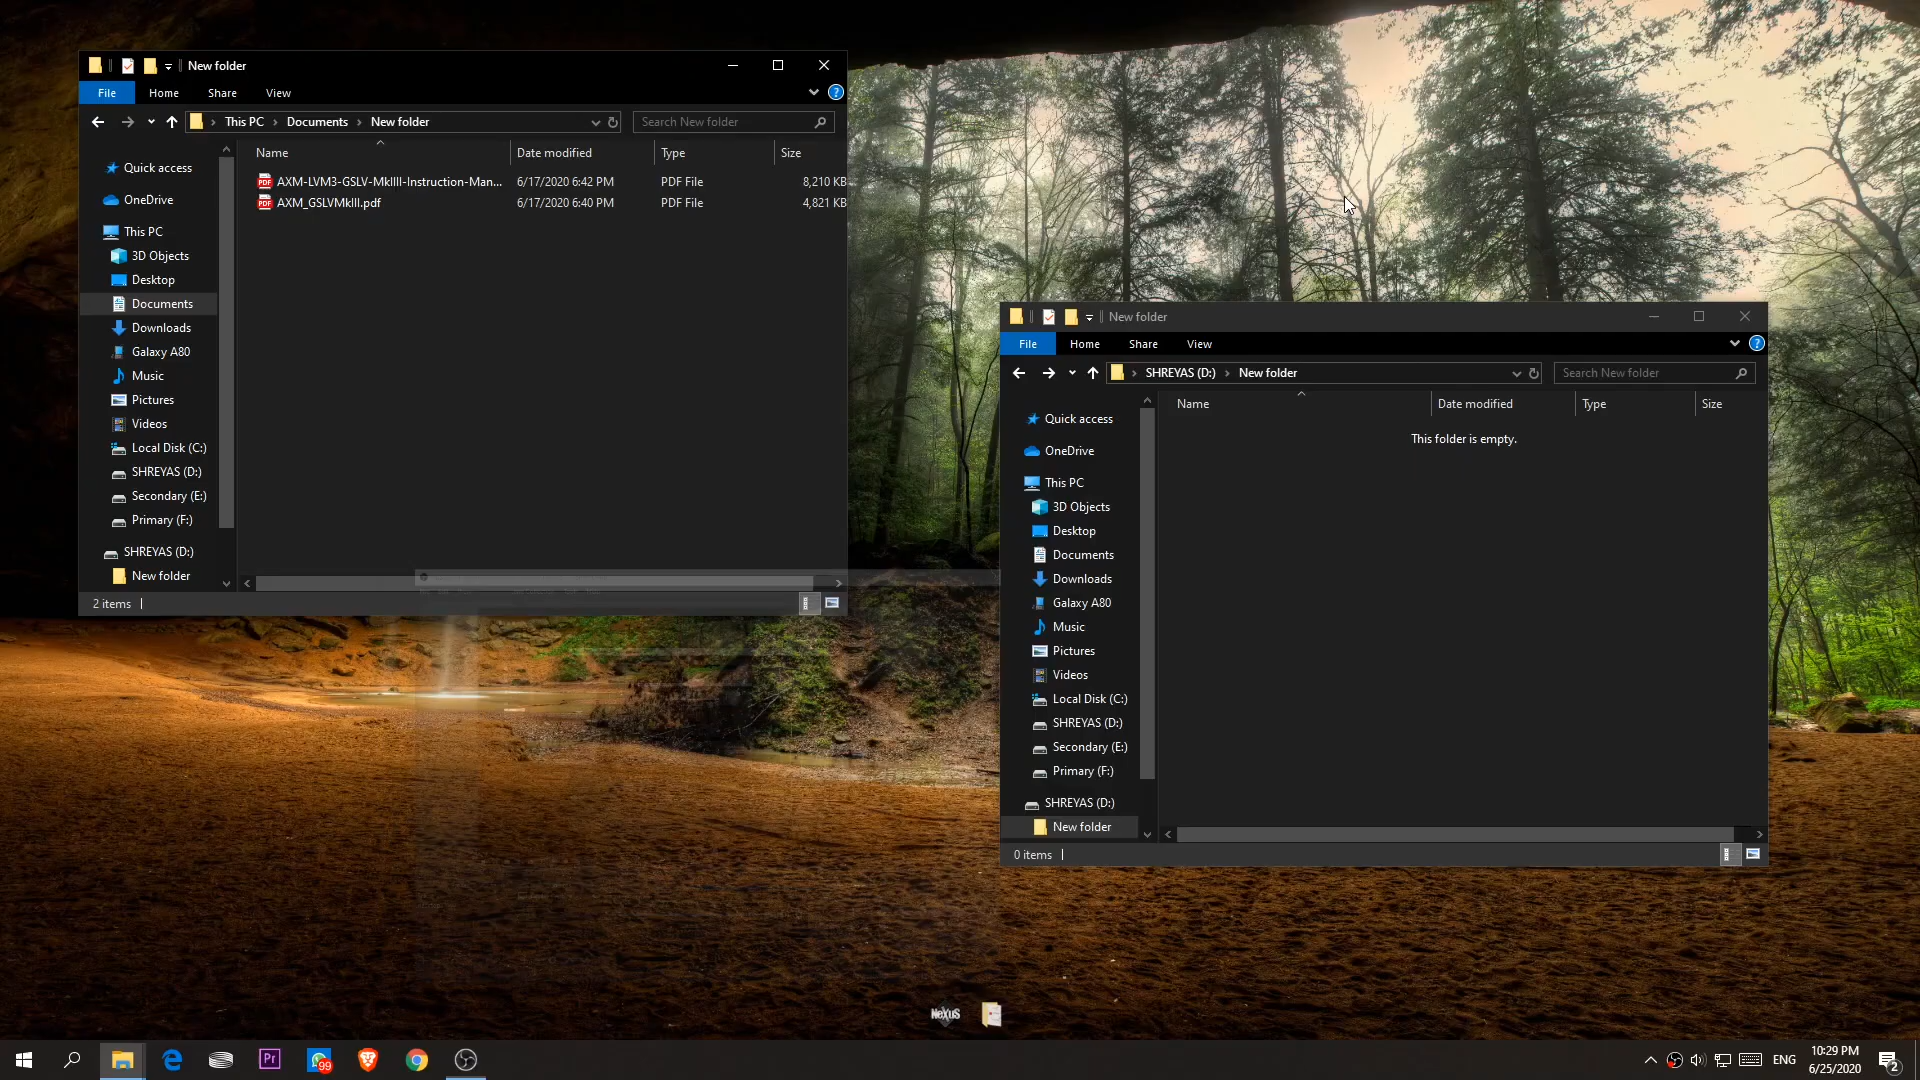 New folder
File Home Share View
This PC Documents New folder
Search New folder
Name Date modified Type Size
AXM-LVM3-GSLV-MkIIII-Instruction-Man... 6/17/2020 6:42 PM PDF File 8,210 KB
AXM_GSLVMkIII.pdf 6/17/2020 6:40 PM PDF File 4,821 KB
Quick access
OneDrive
This PC
3D Objects
Desktop
Documents
Downloads
Galaxy A80
Music
Pictures
Videos
Local Disk (C:)
SHREYAS (D:)
Secondary (E:)
Primary (F:)
SHREYAS (D:)
New folder
2 items
New folder
File Home Share View
SHREYAS (D:) New folder
Search New folder
Name Date modified Type Size
This folder is empty.
Quick access
OneDrive
This PC
3D Objects
Desktop
Documents
Downloads
Galaxy A80
Music
Pictures
Videos
Local Disk (C:)
SHREYAS (D:)
Secondary (E:)
Primary (F:)
SHREYAS (D:)
New folder
0 items
NeXuS
Pr
99
ENG
10:29 PM
6/25/2020
2